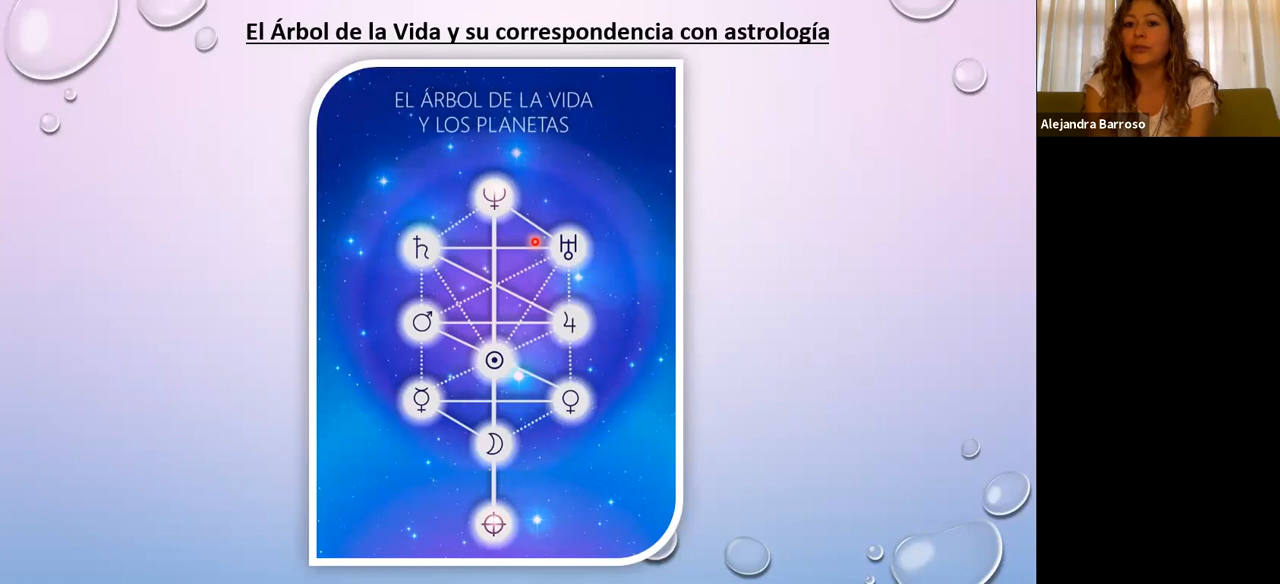 El Árbol de la Vida y su correspondencia con astrología
EL ÁRBOL DE LA VIDA
Y LOS PLANETAS
Alejandra Barroso